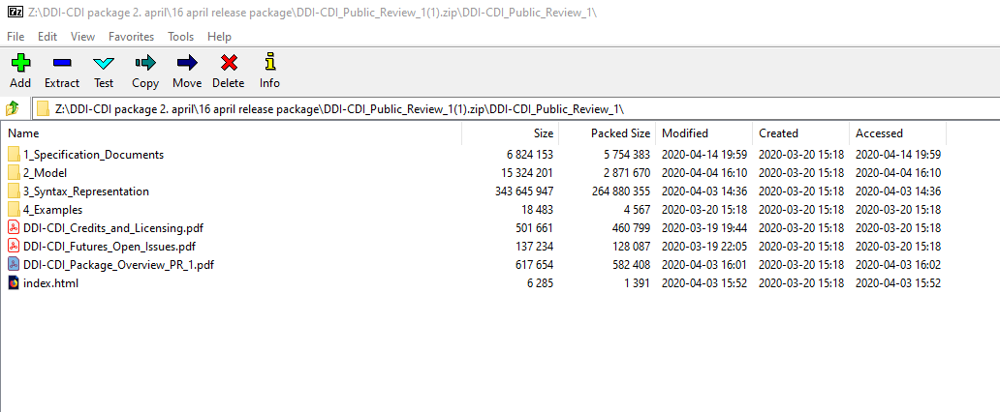 Z:\DDI-CDI package 2. april\16 april release package\DDI-CDI_Public_Review_1(1).zip\DDI-CDI_Public_Review_1\
File Edit View Favorites Tools Help
Add Extract Test Copy Move Delete Info
Z:\DDI-CDI package 2. april\16 april release package\DDI-CDI_Public_Review_1(1).zip\DDI-CDI_Public_Review_1\
Name Size Packed Size Modified Created Accessed
1_Specification_Documents 6 824 153 5 754 383 2020-04-14 19:59 2020-03-20 15:18 2020-04-14 19:59
2_Model 15 324 201 2 871 670 2020-04-04 16:10 2020-03-20 15:18 2020-04-04 16:10
3_Syntax_Representation 343 645 947 264 880 355 2020-04-03 14:36 2020-03-20 15:18 2020-04-03 14:36
4_Examples 18 483 4 567 2020-03-20 15:18 2020-03-20 15:18 2020-03-20 15:18
DDI-CDI_Credits_and_Licensing.pdf 501 661 460 799 2020-03-19 19:44 2020-03-20 15:18 2020-03-20 15:18
DDI-CDI_Futures_Open_Issues.pdf 137 234 128 087 2020-03-19 22:05 2020-03-20 15:18 2020-03-20 15:18
DDI-CDI_Package_Overview_PR_1.pdf 617 654 582 408 2020-04-03 16:01 2020-03-20 15:18 2020-04-03 16:02
index.html 6 285 1 391 2020-04-03 15:52 2020-03-20 15:18 2020-04-03 15:52